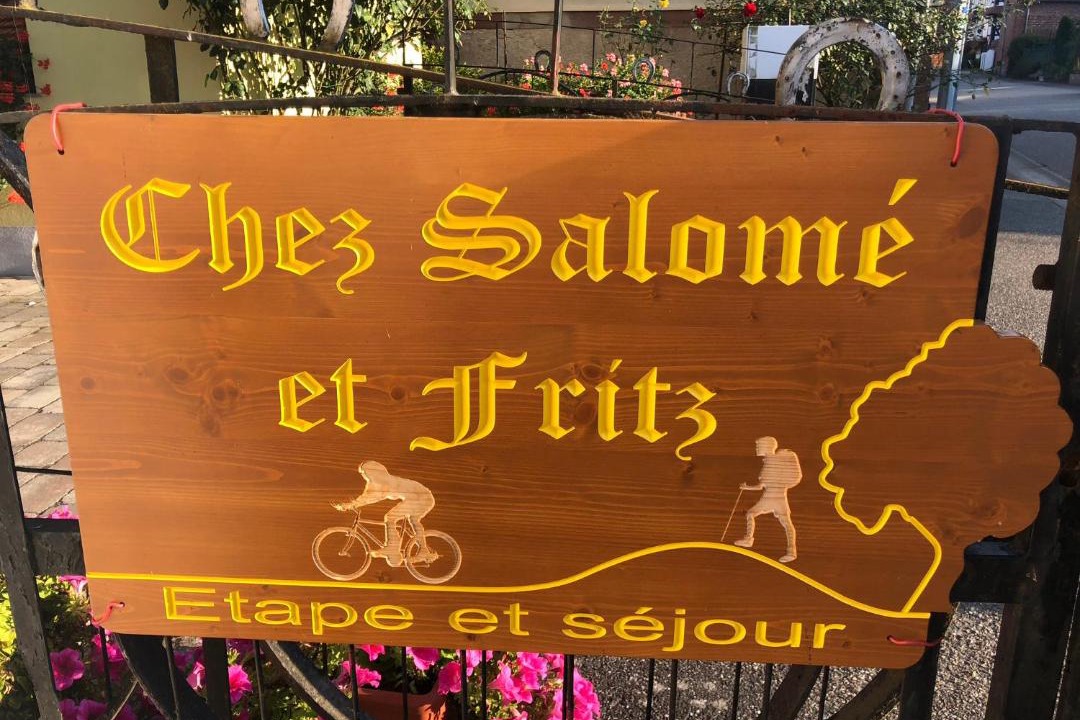 Chez Salomé
et Fritz
Etape et séjour